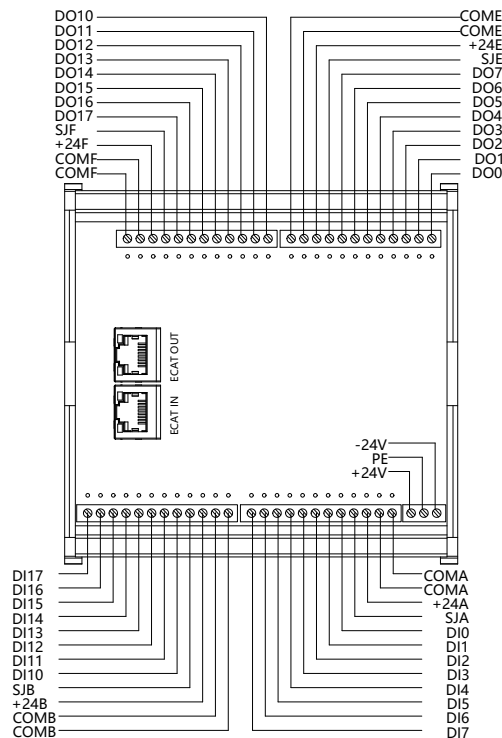 DO10
DO11
DO12
DO13
DO14
DO15
DO16
DO17
SJF
+24F
COMF
COMF
COME
COME
+24E
SJE
DO7
DO6
DO5
DO4
DO3
DO2
DO1
DO0
ECAT OUT
ECAT IN
-24V
PE
+24V
DI17
DI16
DI15
DI14
DI13
DI12
DI11
DI10
SJB
+24B
COMB
COMB
COMA
COMA
+24A
SJA
DI0
DI1
DI2
DI3
DI4
DI5
DI6
DI7